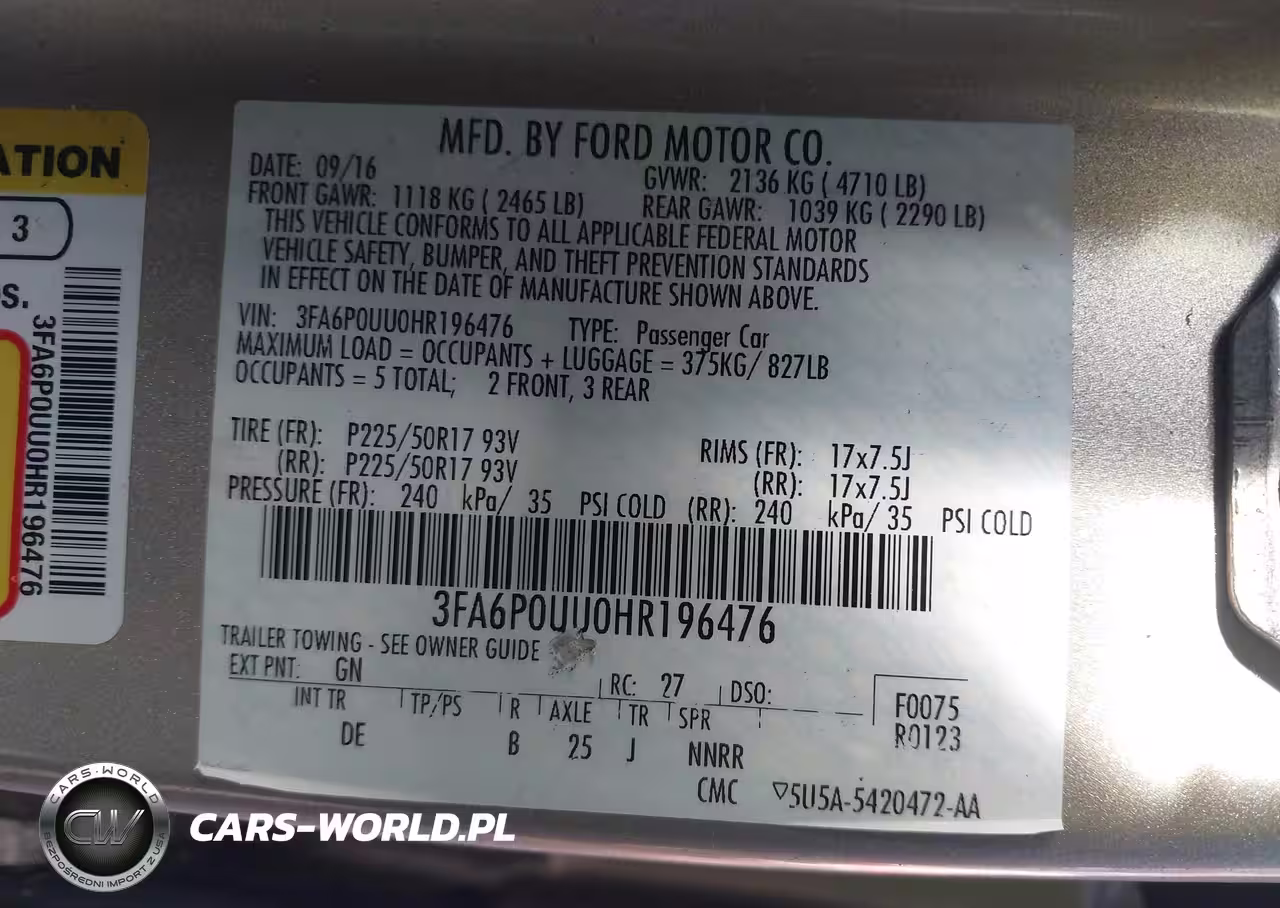 ATION
3
S.
3FA6P0UU0HR196476
MFD. BY FORD MOTOR CO.
DATE: 09/16 GVWR: 2136 KG ( 4710 LB)
FRONT GAWR: 1118 KG ( 2465 LB) REAR GAWR: 1039 KG ( 2290 LB)
THIS VEHICLE CONFORMS TO ALL APPLICABLE FEDERAL MOTOR
VEHICLE SAFETY, BUMPER, AND THEFT PREVENTION STANDARDS
IN EFFECT ON THE DATE OF MANUFACTURE SHOWN ABOVE.
VIN: 3FA6P0UU0HR196476 TYPE: Passenger Car
MAXIMUM LOAD = OCCUPANTS + LUGGAGE = 375KG/ 827LB
OCCUPANTS = 5 TOTAL; 2 FRONT, 3 REAR
TIRE (FR): P225/50R17 93V RIMS (FR): 17x7.5J
(RR): P225/50R17 93V (RR): 17x7.5J
PRESSURE (FR): 240 kPa/ 35 PSI COLD (RR): 240 kPa/ 35 PSI COLD
3FA6P0UU0HR196476
TRAILER TOWING - SEE OWNER GUIDE
EXT PNT: GN RC: 27 DSO:
INT TR TP/PS R AXLE TR SPR F0075
DE B 25 J NNRR R0123
CMC ▽5U5A-5420472-AA
CARS-WORLD
CW
BEZPOŚREDNI IMPORT Z USA
CARS-WORLD.PL